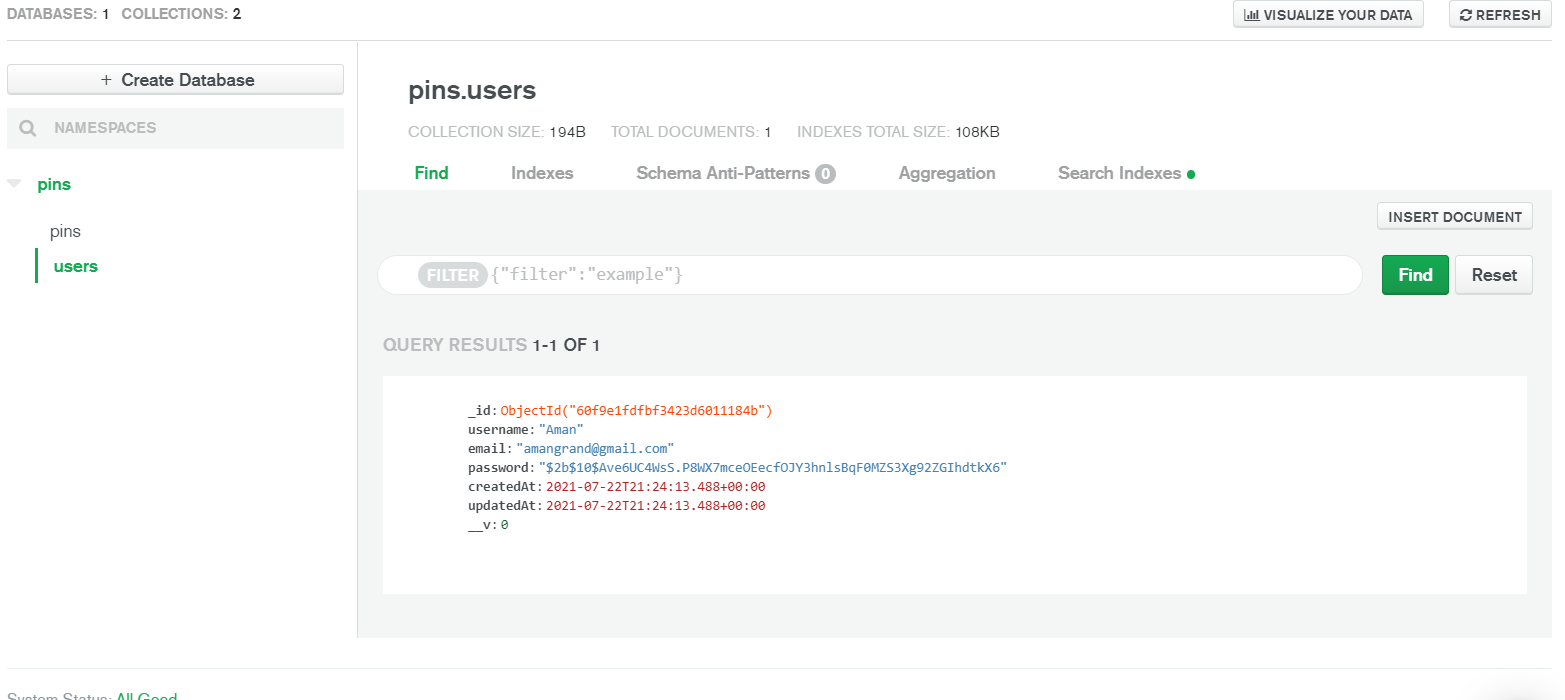 DATABASES: 1 COLLECTIONS: 2
VISUALIZE YOUR DATA
REFRESH
+ Create Database
NAMESPACES
pins
pins
users
pins.users
COLLECTION SIZE: 194B TOTAL DOCUMENTS: 1 INDEXES TOTAL SIZE: 108KB
Find Indexes Schema Anti-Patterns 0 Aggregation Search Indexes
INSERT DOCUMENT
FILTER {"filter":"example"}
Find Reset
QUERY RESULTS 1-1 OF 1
_id: ObjectId("60f9e1fdfbf3423d6011184b")
username: "Aman"
email: "amangrand@gmail.com"
password: "$2b$10$Ave6UC4WsS.P8WX7mceOEecfOJY3hnlsBqF0MZS3Xg92ZGIhdtkX6"
createdAt: 2021-07-22T21:24:13.488+00:00
updatedAt: 2021-07-22T21:24:13.488+00:00
__v: 0
System Status: All Good